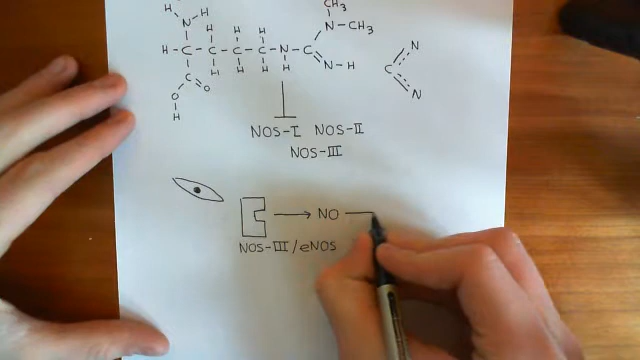 CH₃
H
H
N
N—CH₃
H H H H
H—C—C—C—C—N—C
H H H H
N—H
C
O
O
H
N
C
N
NOS-I NOS-II
NOS-III
NO
NOS-III/eNOS